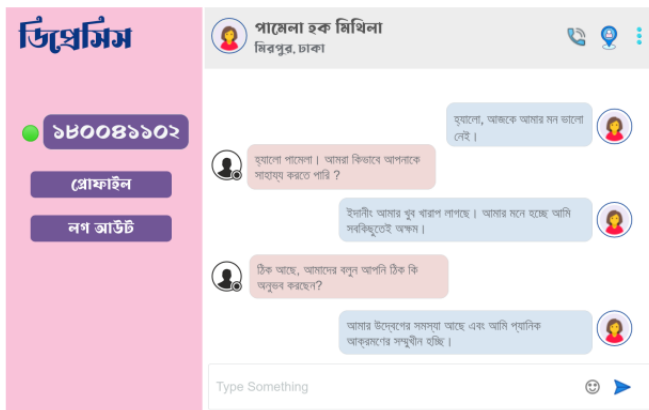 ডিপ্রেসিস
১৮০০৪১১০২
প্রোফাইল
লগ আউট
পামেলা হক মিথিলা
মিরপুর, ঢাকা
হ্যালো, আজকে আমার মন ভালো
নেই।
হ্যালো পামেলা। আমরা কিভাবে আপনাকে
সাহায্য করতে পারি ?
ইদানীং আমার খুব খারাপ লাগছে। আমার মনে হচ্ছে আমি
সবকিছুতেই অক্ষম।
ঠিক আছে, আমাদের বলুন আপনি ঠিক কি
অনুভব করছেন?
আমার উদ্বেগের সমস্যা আছে এবং আমি প্যানিক
আক্রমণের সম্মুখীন হচ্ছি।
Type Something